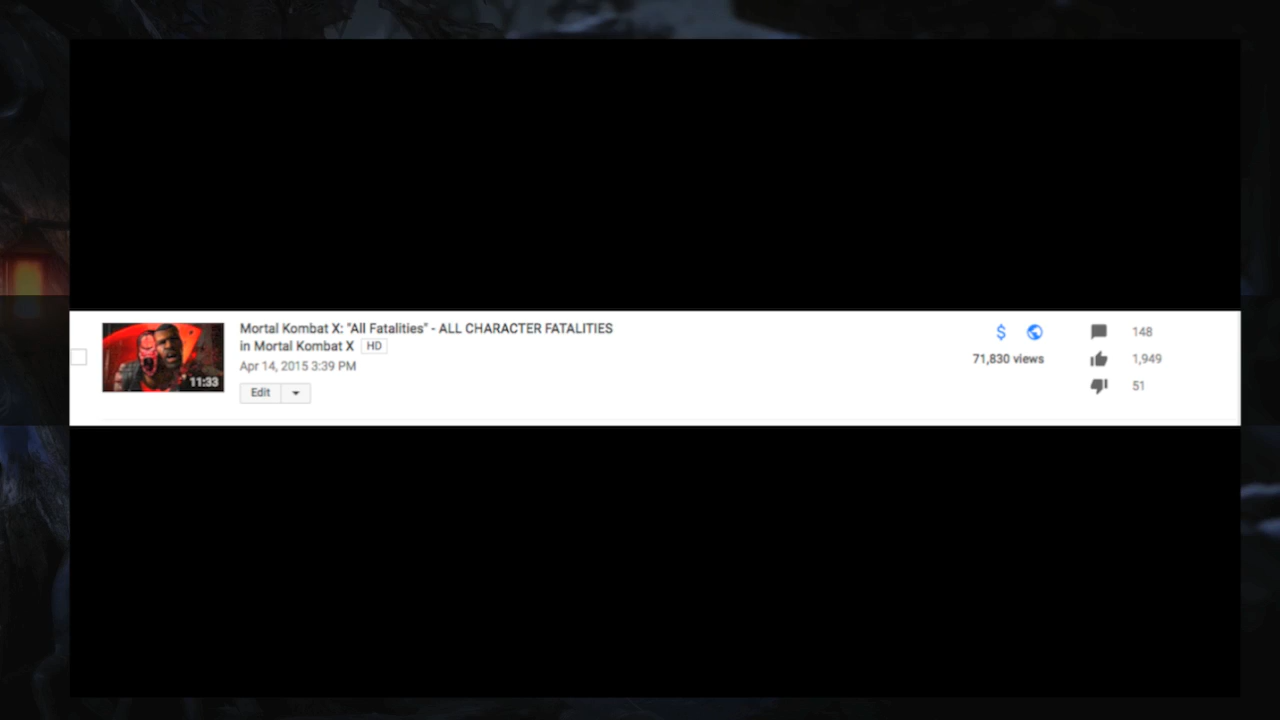 Mortal Kombat X: "All Fatalities" - ALL CHARACTER FATALITIES
in Mortal Kombat X HD
Apr 14, 2015 3:39 PM
11:33
Edit
$
71,830 views
148
1,949
51